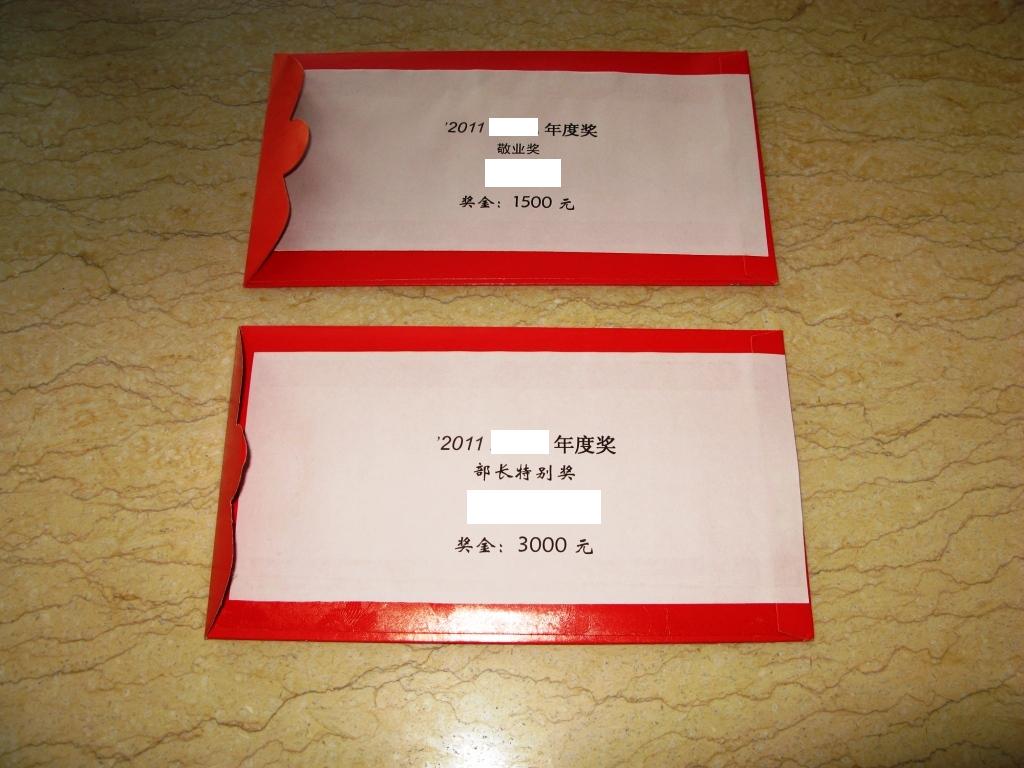 '2011 年度奖
敬业奖
奖金：1500 元
'2011 年度奖
部长特别奖
奖金：3000 元